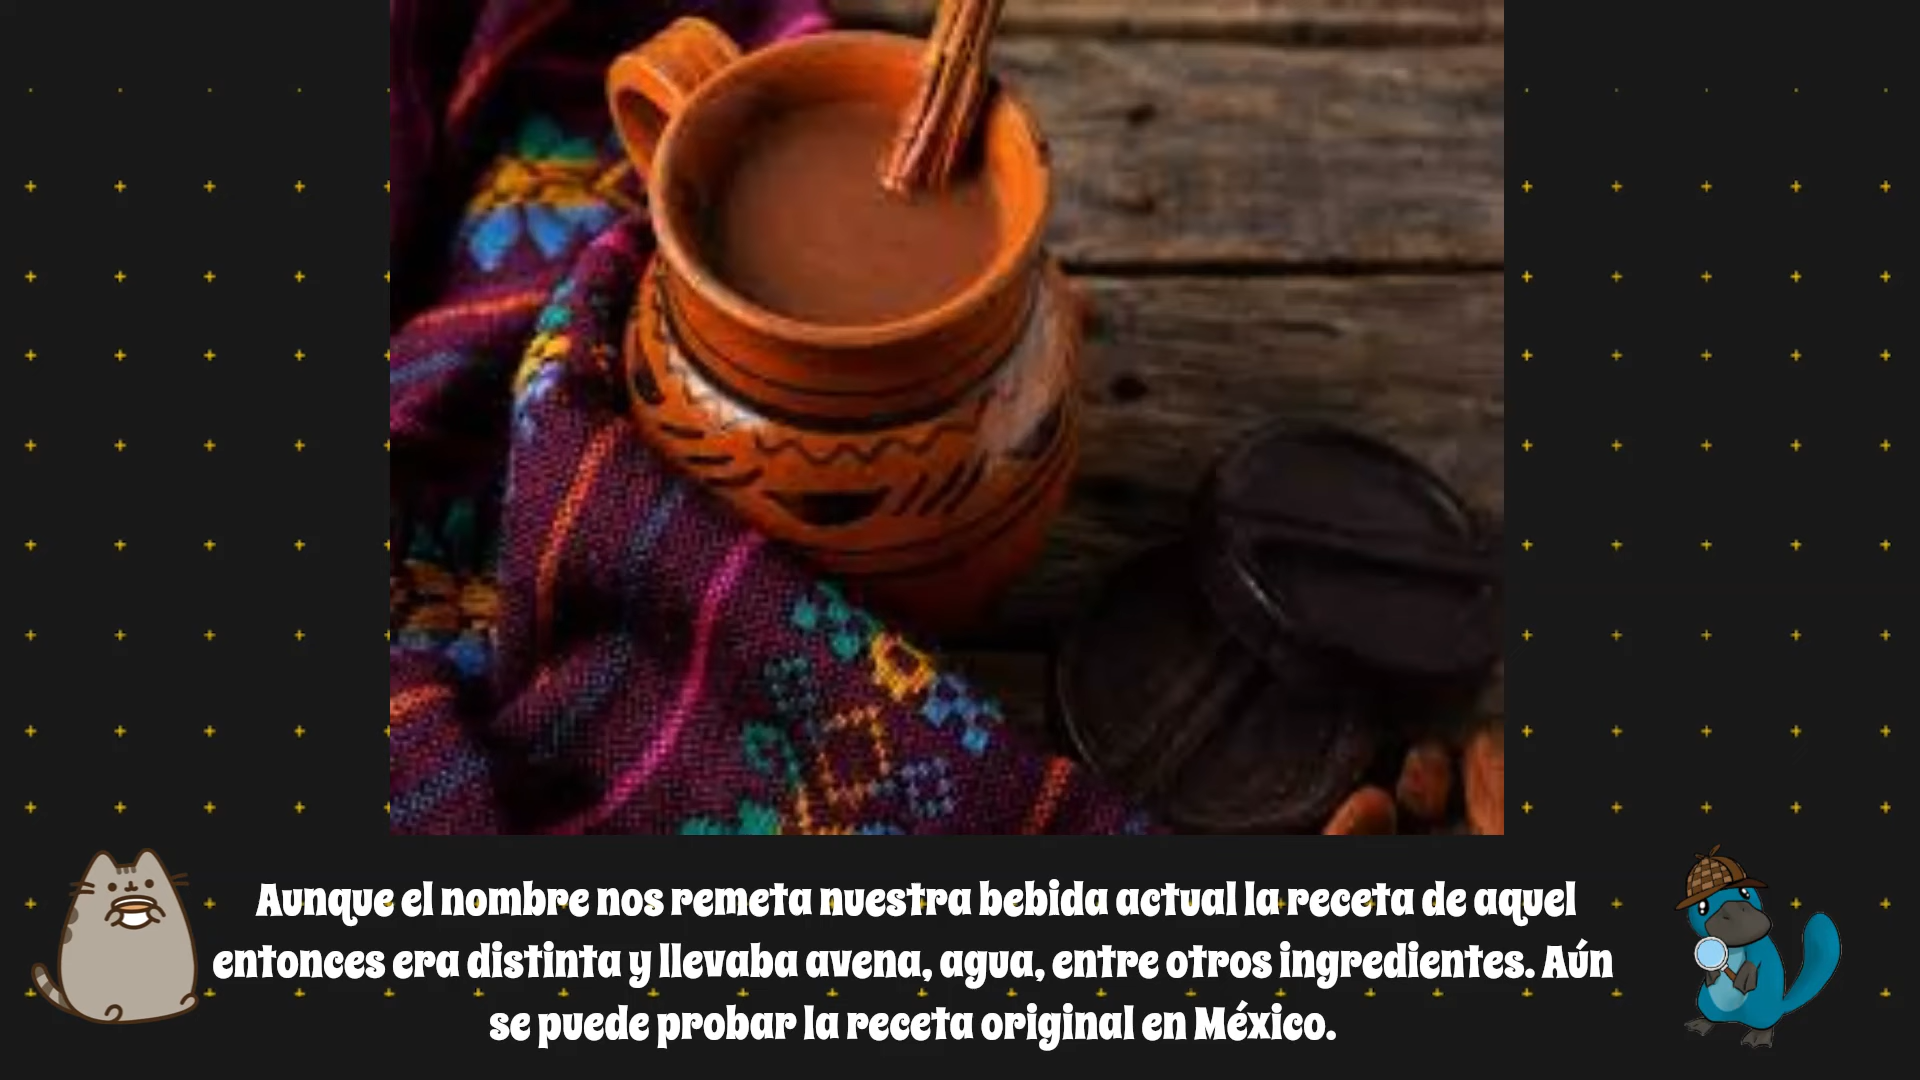 Aunque el nombre nos remeta nuestra bebida actual la receta de aquel
entonces era distinta y llevaba avena, agua, entre otros ingredientes. Aún
se puede probar la receta original en México.